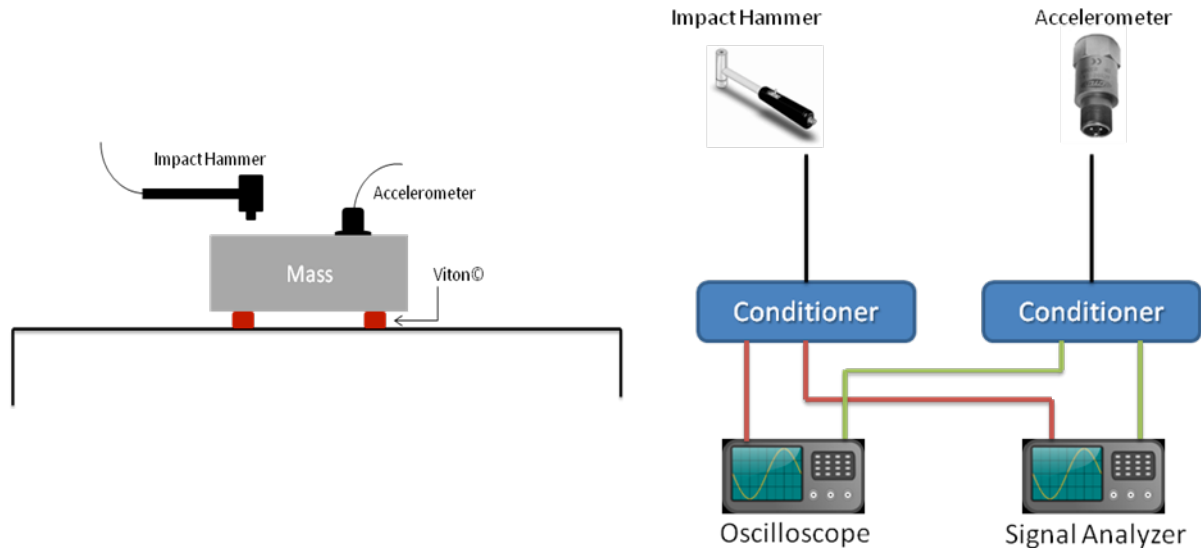 Impact Hammer
Accelerometer
Mass
Viton©
Impact Hammer
Accelerometer
Conditioner
Conditioner
Oscilloscope
Signal Analyzer